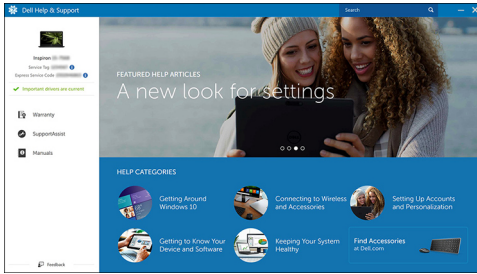 Dell Help & Support
Search
Inspiron
Service Tag
Express Service Code
Important drivers are current
Warranty
SupportAssist
Manuals
Feedback
FEATURED HELP ARTICLES
A new look for settings
HELP CATEGORIES
Getting Around
Windows 10
Connecting to Wireless
and Accessories
Setting Up Accounts
and Personalization
Getting to Know Your
Device and Software
Keeping Your System
Healthy
Find Accessories
at Dell.com